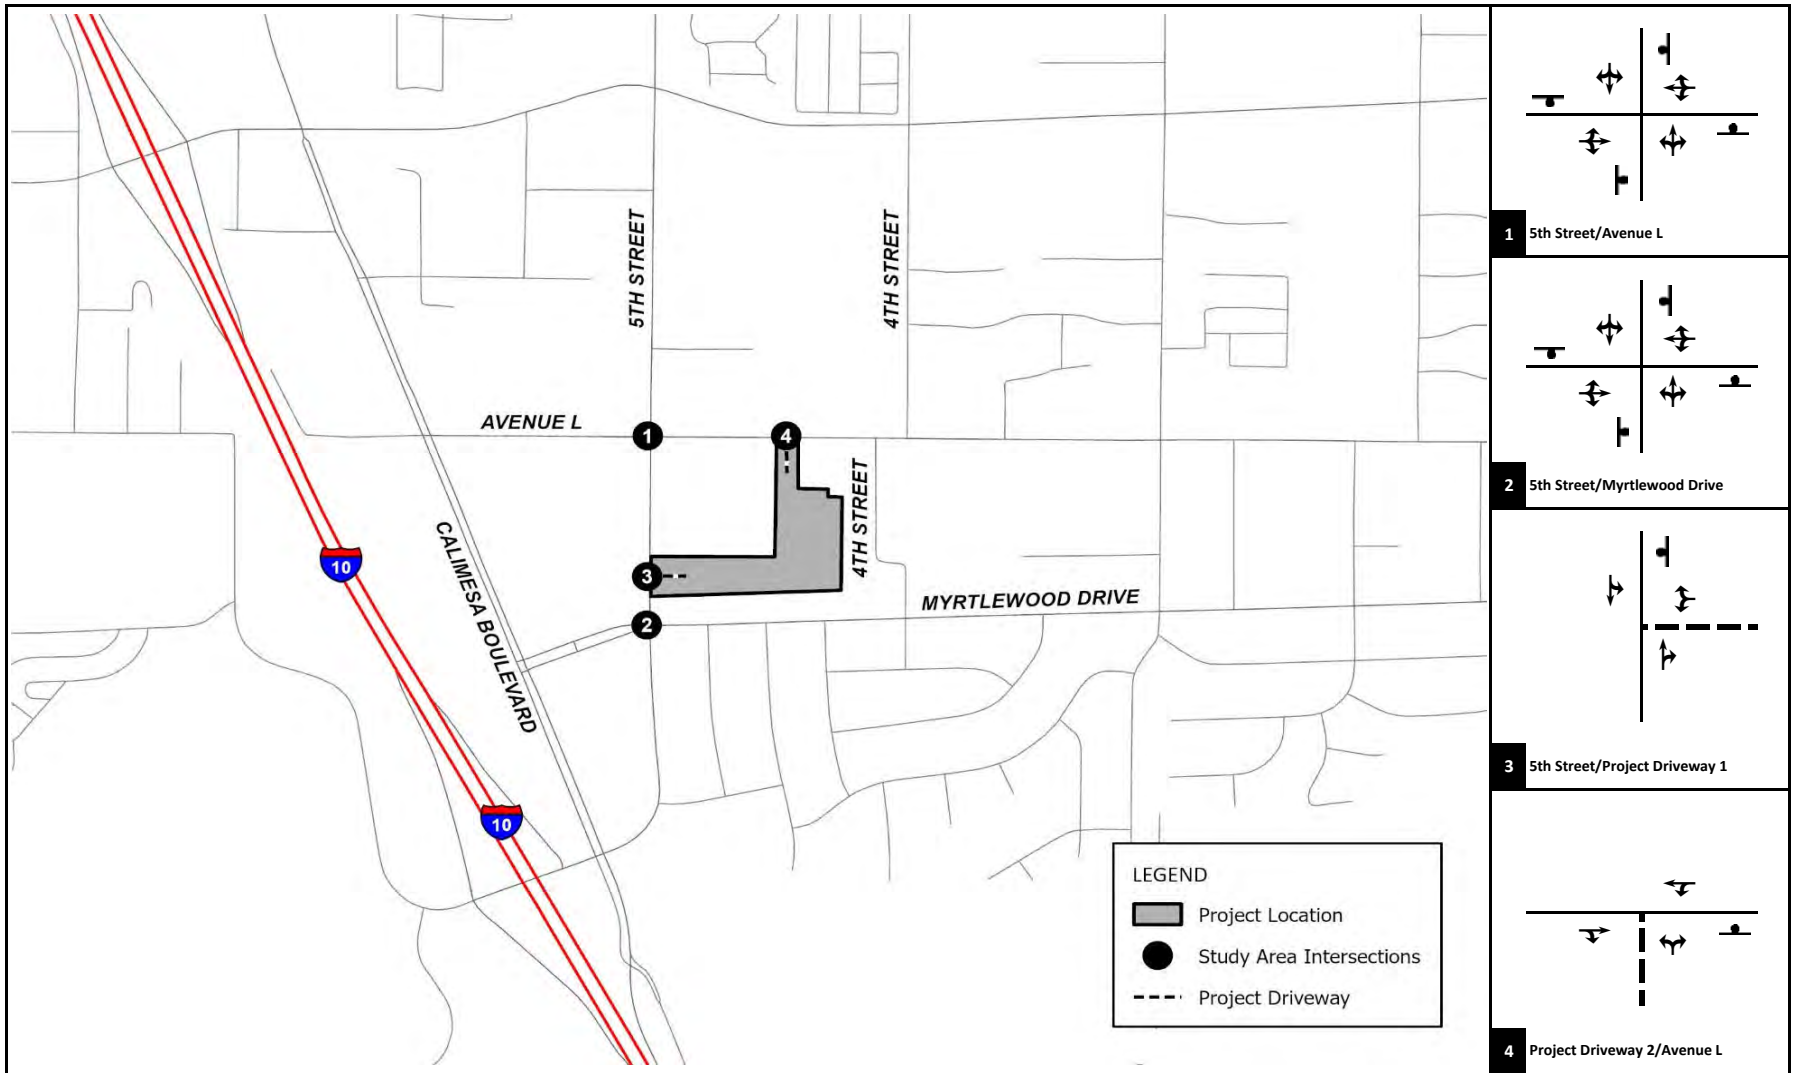 5TH STREET
4TH STREET
AVENUE L
1
4
4TH STREET
10
CALIMESA BOULEVARD
3
MYRTLEWOOD DRIVE
2
10
LEGEND
Project Location
Study Area Intersections
Project Driveway
1 5th Street/Avenue L
2 5th Street/Myrtlewood Drive
3 5th Street/Project Driveway 1
4 Project Driveway 2/Avenue L